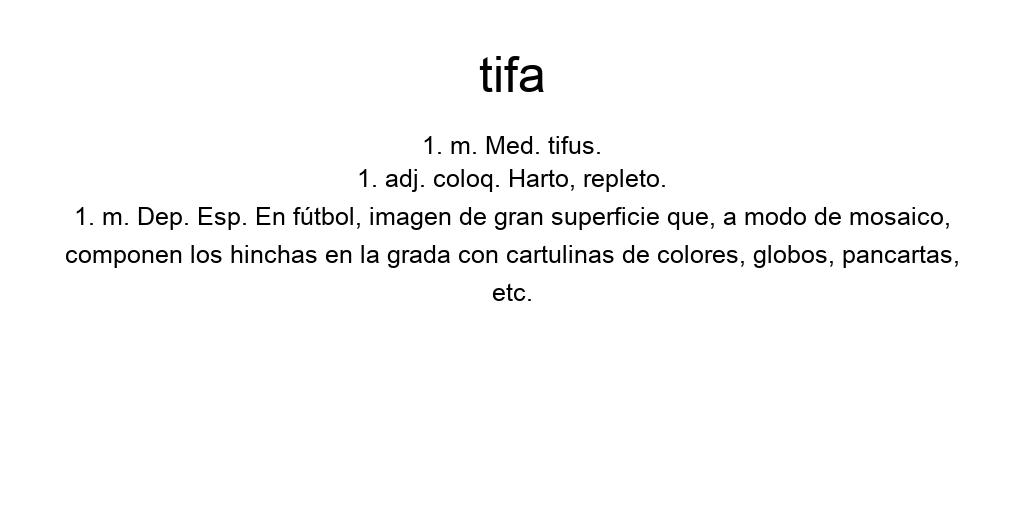 tifa
1. m. Med. tifus.
1. adj. coloq. Harto, repleto.
1. m. Dep. Esp. En fútbol, imagen de gran superficie que, a modo de mosaico,
componen los hinchas en la grada con cartulinas de colores, globos, pancartas,
etc.